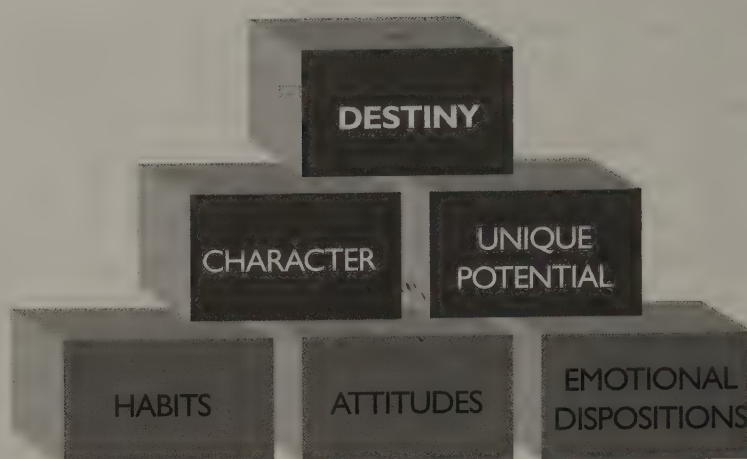 DESTINY
CHARACTER
UNIQUE
POTENTIAL
HABITS
ATTITUDES
EMOTIONAL
DISPOSITIONS